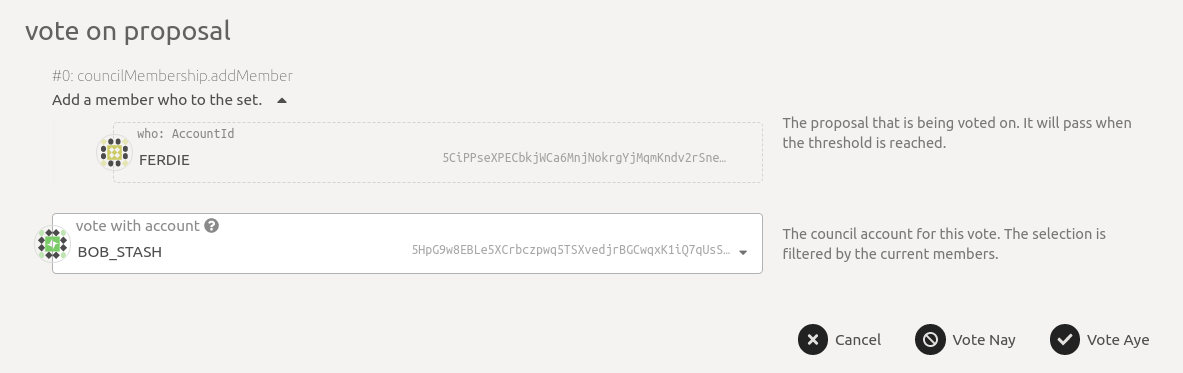 vote on proposal
#0: councilMembership.addMember
Add a member who to the set.
who: AccountId
FERDIE
5CiPPseXPECbkjWCa6MnjNokrgYjMqmKndv2rSne…
The proposal that is being voted on. It will pass when
the threshold is reached.
vote with account
BOB_STASH
5HpG9w8EBLe5XCrbczpwq5TSXvedjrBGCwqxK1iQ7qUsS…
The council account for this vote. The selection is
filtered by the current members.
Cancel
Vote Nay
Vote Aye